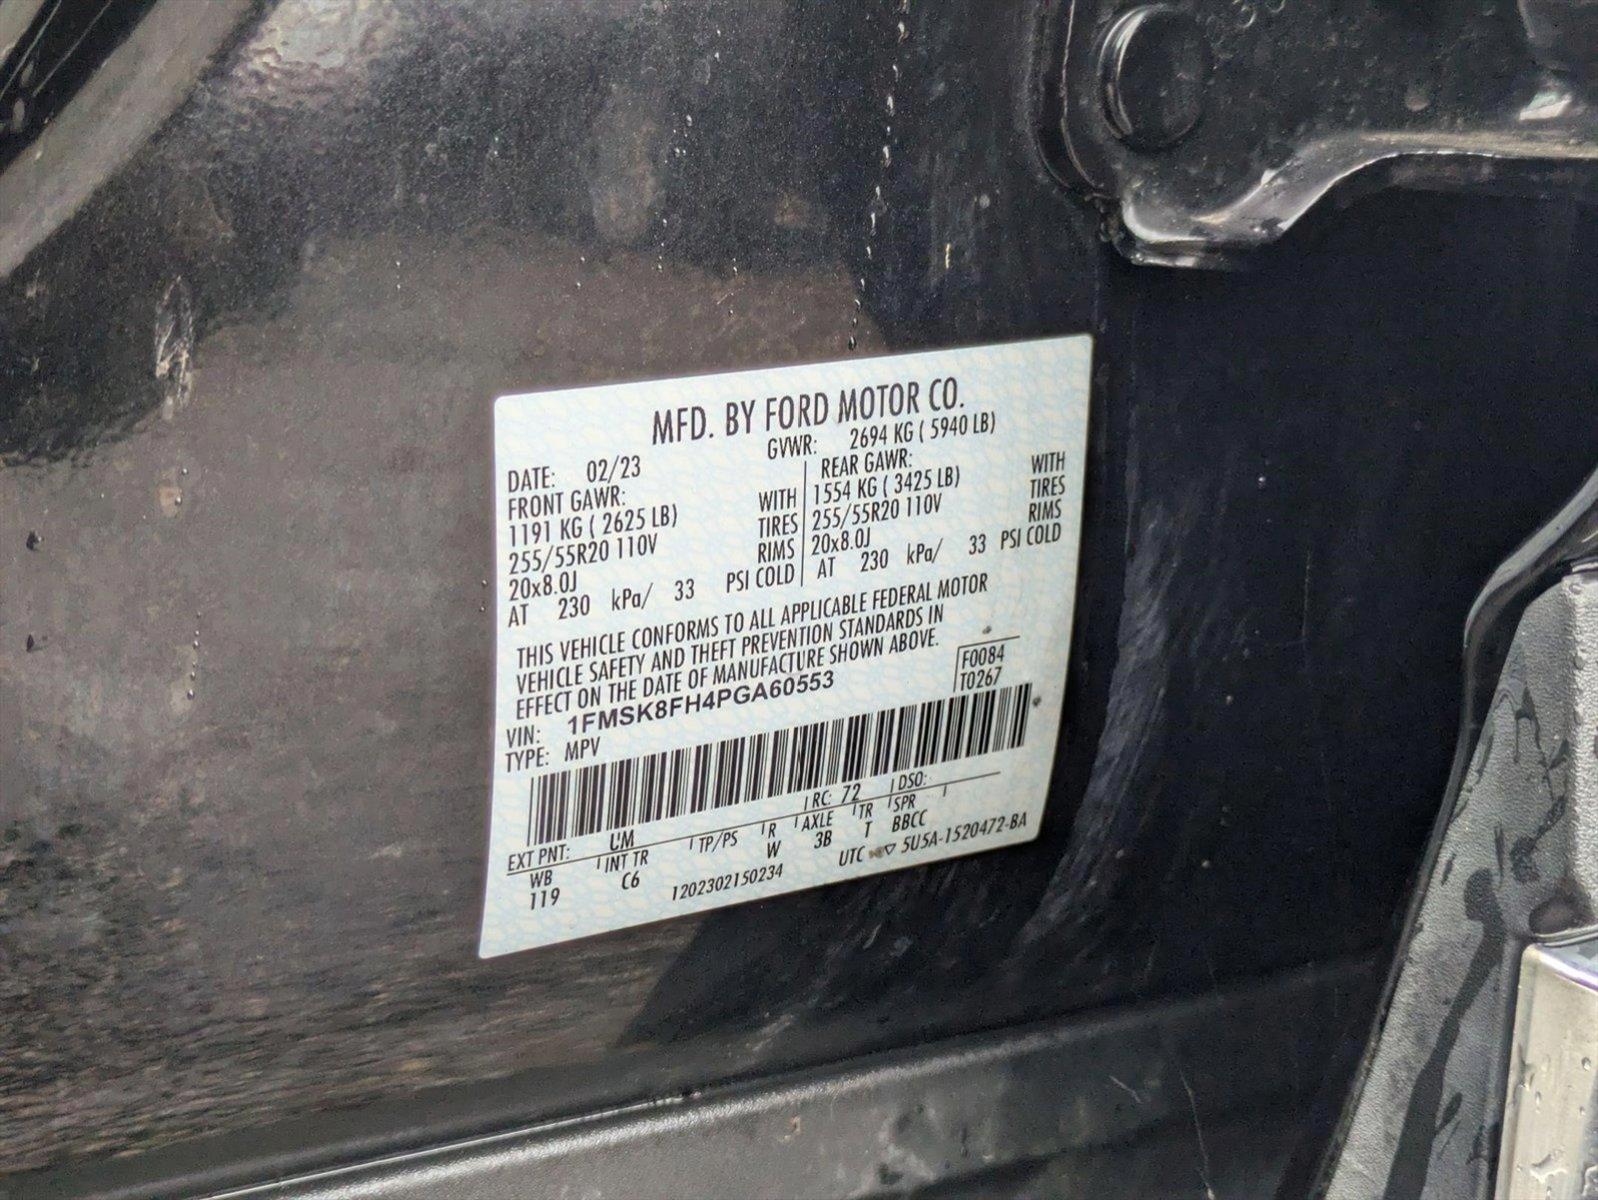 MFD. BY FORD MOTOR CO.
DATE: 02/23 GVWR: 2694 KG ( 5940 LB)
FRONT GAWR: REAR GAWR:
1191 KG ( 2625 LB) WITH 1554 KG ( 3425 LB) WITH
255/55R20 110V TIRES 255/55R20 110V TIRES
20x8.0J RIMS 20x8.0J RIMS
AT 230 kPa/ 33 PSI COLD AT 230 kPa/ 33 PSI COLD
THIS VEHICLE CONFORMS TO ALL APPLICABLE FEDERAL MOTOR
VEHICLE SAFETY AND THEFT PREVENTION STANDARDS IN
EFFECT ON THE DATE OF MANUFACTURE SHOWN ABOVE.
F0084
T0267
VIN: 1FMSK8FH4PGA60553
TYPE: MPV
EXT PNT: UM RC: 72 DSO:
WB INT TR TP/PS R AXLE TR SPR
119 C6 W 3B T BBCC
1202302150234 UTC 5U5A-1520472-BA